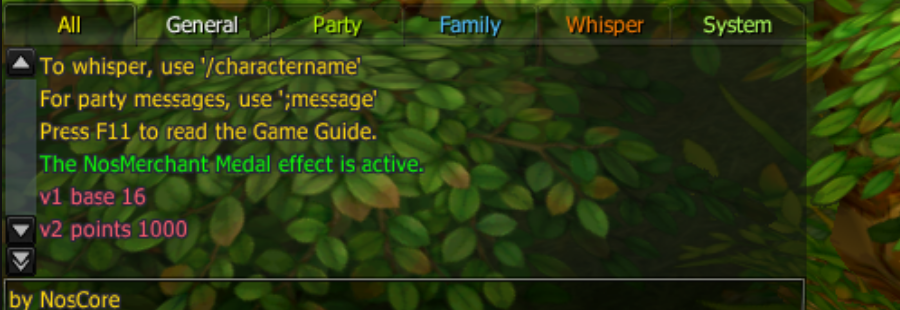 All General Party Family Whisper System
To whisper, use '/charactername'
For party messages, use ';message'
Press F11 to read the Game Guide.
The NosMerchant Medal effect is active.
v1 base 16
v2 points 1000
by NosCore